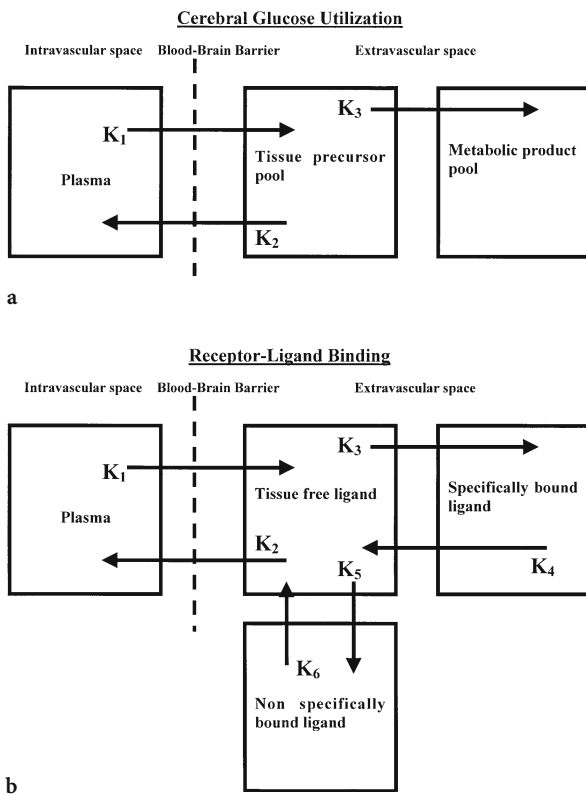 Cerebral Glucose Utilization
Intravascular space Blood-Brain Barrier Extravascular space
K1
K3
Tissue precursor
pool
Metabolic product
pool
Plasma
K2
a
Receptor-Ligand Binding
Intravascular space Blood-Brain Barrier Extravascular space
K1
K3
Tissue free ligand
Specifically bound
ligand
Plasma
K2
K5
K4
K6
Non specifically
bound ligand
b